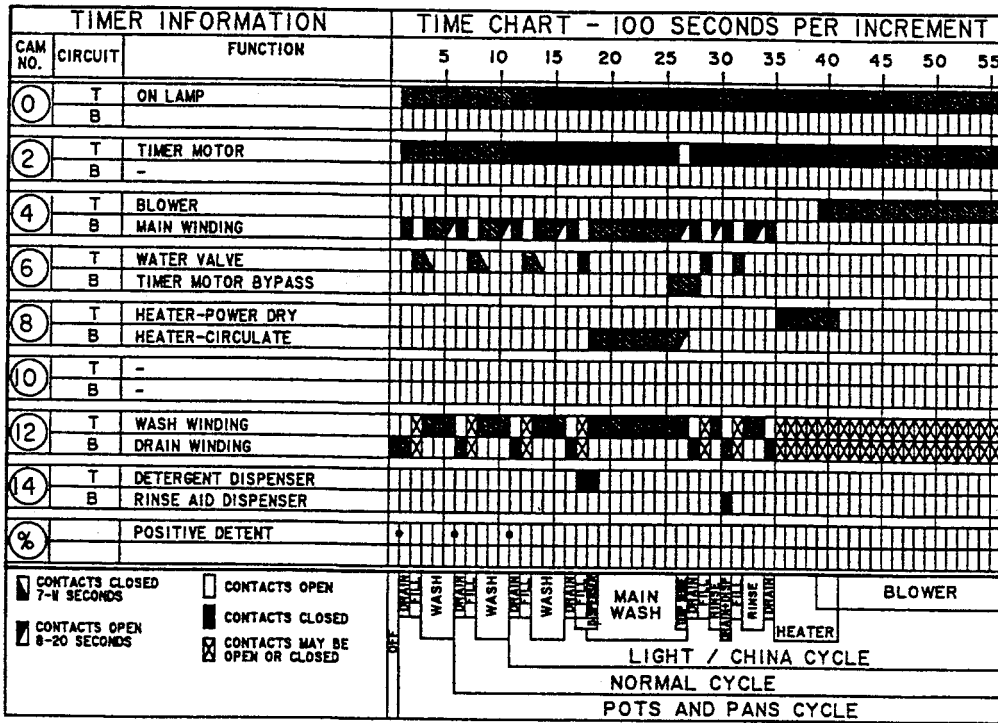 TIMER INFORMATION
TIME CHART - 100 SECONDS PER INCREMENT
CAM NO.
CIRCUIT
FUNCTION
5 10 15 20 25 30 35 40 45 50 55
0 T ON LAMP
B
2 T TIMER MOTOR
B -
4 T BLOWER
B MAIN WINDING
6 T WATER VALVE
B TIMER MOTOR BYPASS
8 T HEATER-POWER DRY
B HEATER-CIRCULATE
10 T -
B -
12 T WASH WINDING
B DRAIN WINDING
14 T DETERGENT DISPENSER
B RINSE AID DISPENSER
% POSITIVE DETENT
CONTACTS CLOSED
7-11 SECONDS
CONTACTS OPEN
8-20 SECONDS
CONTACTS OPEN
CONTACTS CLOSED
CONTACTS MAY BE
OPEN OR CLOSED
OFF
DRAIN
FILL
WASH
DRAIN
FILL
WASH
DRAIN
FILL
WASH
DRAIN
FILL
DISPENSER
MAIN
WASH
DRAIN
FILL
RINSE
FILL
RINSE
DRAIN
HEATER
BLOWER
LIGHT / CHINA CYCLE
NORMAL CYCLE
POTS AND PANS CYCLE